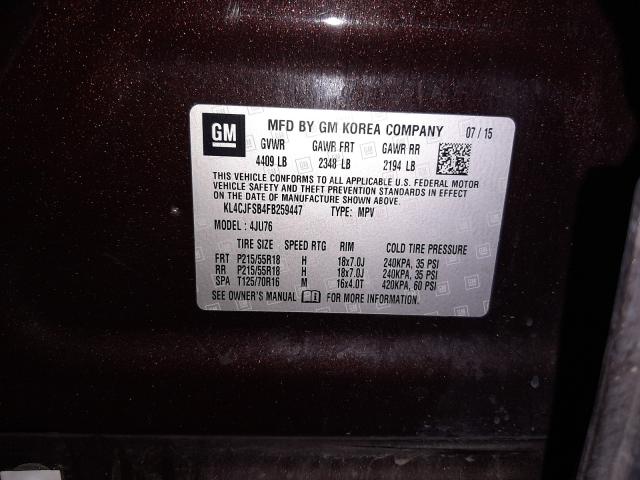 GM
MFD BY GM KOREA COMPANY 07/15
GVWR GAWR FRT GAWR RR
4409 LB 2348 LB 2194 LB
THIS VEHICLE CONFORMS TO ALL APPLICABLE U.S. FEDERAL MOTOR
VEHICLE SAFETY AND THEFT PREVENTION STANDARDS IN EFFECT
ON THE DATE OF MANUFACTURE SHOWN ABOVE.
KL4CJFSB4FB259447 TYPE: MPV
MODEL: 4JU76
TIRE SIZE SPEED RTG RIM COLD TIRE PRESSURE
FRT P215/55R18 H 18x7.0J 240KPA, 35 PSI
RR P215/55R18 H 18x7.0J 240KPA, 35 PSI
SPA T125/70R16 M 16x4.0T 420KPA, 60 PSI
SEE OWNER'S MANUAL FOR MORE INFORMATION.